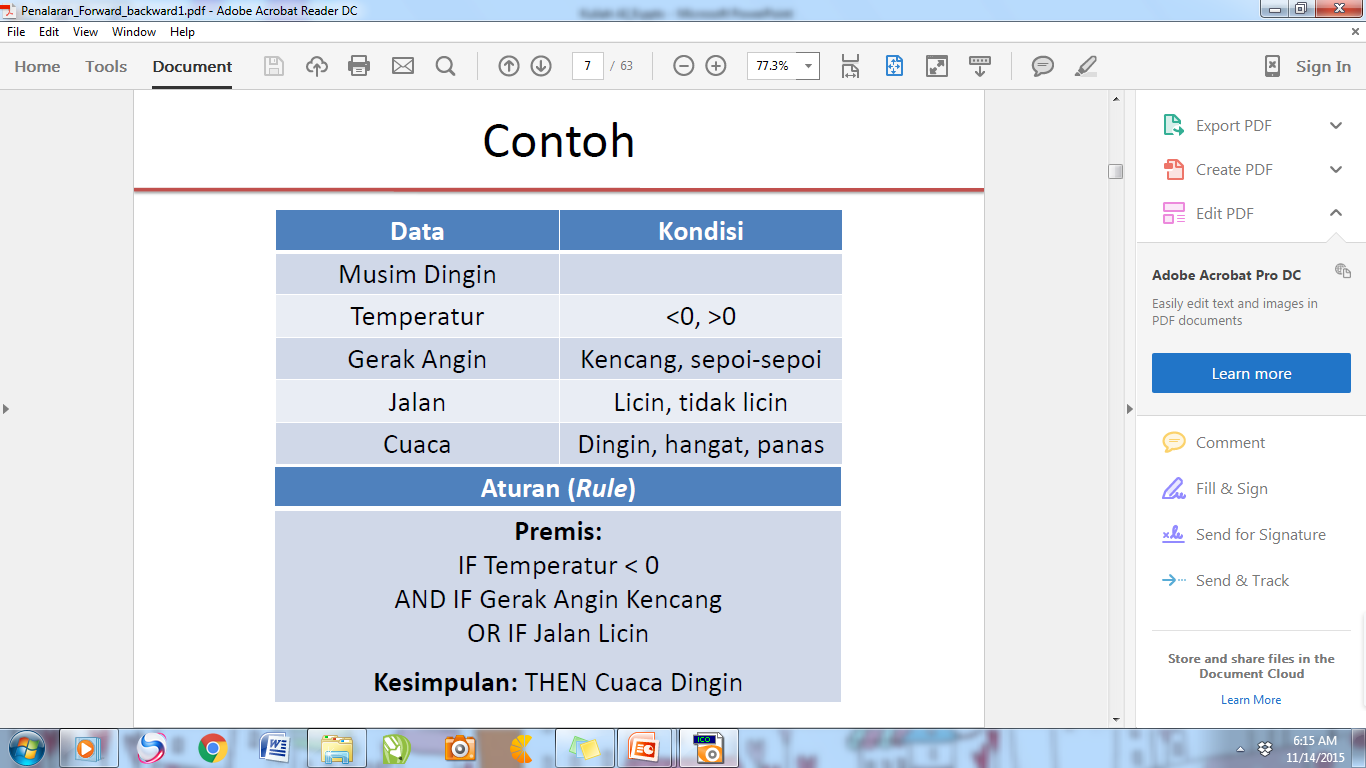 Penalaran_Forward_backward1.pdf - Adobe Acrobat Reader DC
Kuliah AI_Eggeb - Microsoft PowerPoint
File Edit View Window Help
Home Tools Document 7 / 63 77.3% Sign In
Contoh
Data Kondisi
Musim Dingin
Temperatur <0, >0
Gerak Angin Kencang, sepoi-sepoi
Jalan Licin, tidak licin
Cuaca Dingin, hangat, panas
Aturan (Rule)
Premis:
IF Temperatur < 0
AND IF Gerak Angin Kencang
OR IF Jalan Licin
Kesimpulan: THEN Cuaca Dingin
Export PDF
Create PDF
Edit PDF
Adobe Acrobat Pro DC
Easily edit text and images in
PDF documents
Learn more
Comment
Fill & Sign
Send for Signature
Send & Track
Store and share files in the
Document Cloud
Learn More
ICO
6:15 AM
11/14/2015